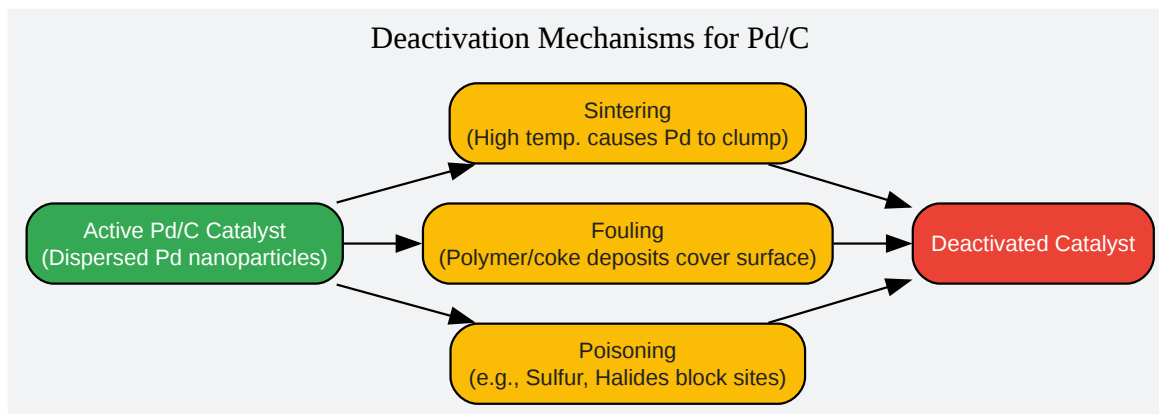 Deactivation Mechanisms for Pd/C
Sintering
(High temp. causes Pd to clump)
Active Pd/C Catalyst
(Dispersed Pd nanoparticles)
Fouling
(Polymer/coke deposits cover surface)
Deactivated Catalyst
Poisoning
(e.g., Sulfur, Halides block sites)